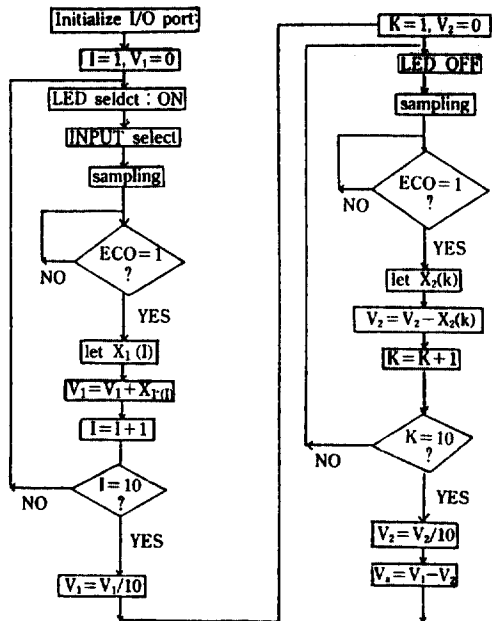 Initialize I/O port
I=1, V₁=0
LED seldct : ON
INPUT select
sampling
ECO=1
?
NO
YES
let X₁(I)
V₁=V₁+X₁(I)
I=I+1
I=10
?
NO
YES
V₁=V₁/10
K=1, V₂=0
LED OFF
sampling
ECO=1
?
NO
YES
let X₂(k)
V₂=V₂−X₂(k)
K=K+1
K=10
?
NO
YES
V₂=V₂/10
Vₛ=V₁−V₂